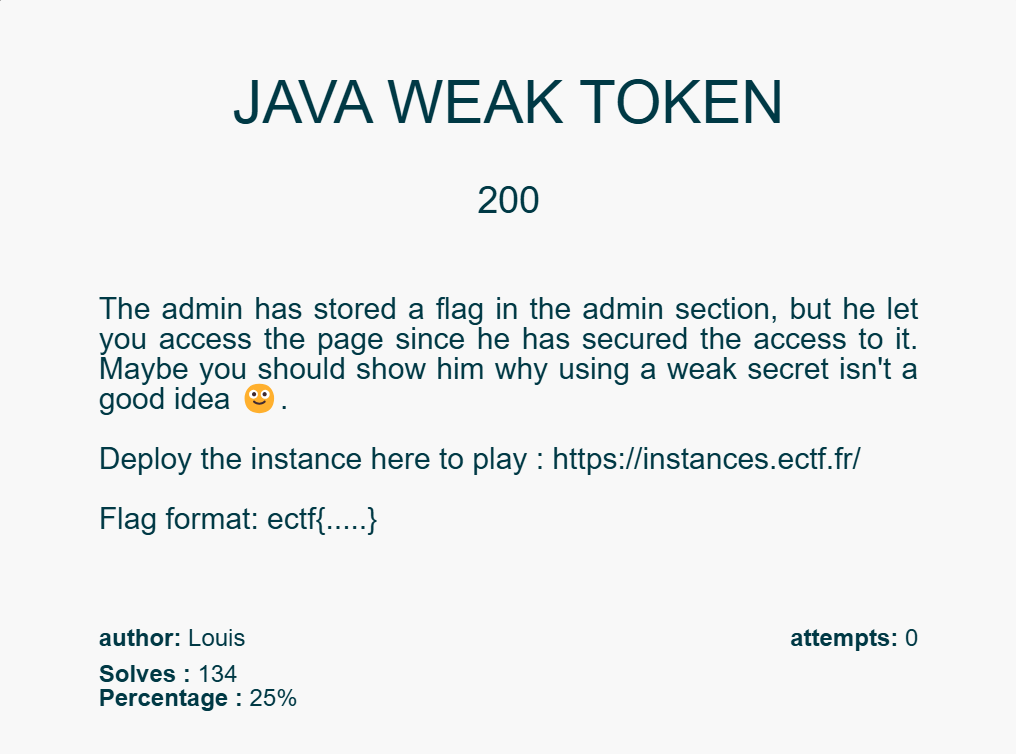 JAVA WEAK TOKEN
200
The admin has stored a flag in the admin section, but he let
you access the page since he has secured the access to it.
Maybe you should show him why using a weak secret isn't a
good idea 🙂 .
Deploy the instance here to play : https://instances.ectf.fr/
Flag format: ectf{.....}
author: Louis attempts: 0
Solves : 134
Percentage : 25%